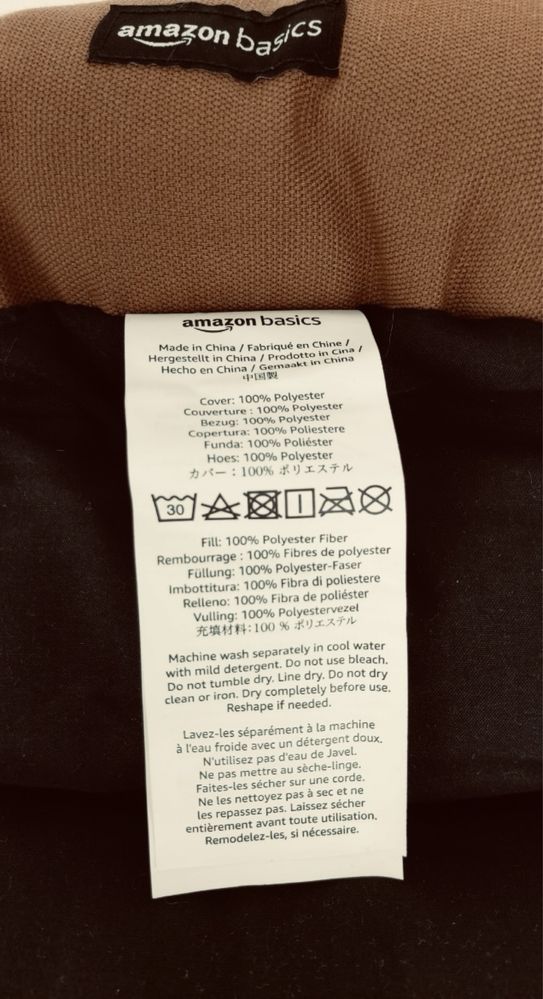 amazon basics
amazon basics
Made in China / Fabriqué en Chine /
Hergestellt in China / Prodotto in Cina /
Hecho en China / Gemaakt in China
中国製
Cover: 100% Polyester
Couverture : 100% Polyester
Bezug: 100% Polyester
Copertura: 100% Poliestere
Funda: 100% Poliéster
Hoes: 100% Polyester
カバー：100% ポリエステル
30
Fill: 100% Polyester Fiber
Rembourrage : 100% Fibres de polyester
Füllung: 100% Polyester-Faser
Imbottitura: 100% Fibra di poliestere
Relleno: 100% Fibra de poliéster
Vulling: 100% Polyestervezel
充填材料：100 % ポリエステル
Machine wash separately in cool water
with mild detergent. Do not use bleach.
Do not tumble dry. Line dry. Do not dry
clean or iron. Dry completely before use.
Reshape if needed.
Lavez-les séparément à la machine
à l'eau froide avec un détergent doux.
N'utilisez pas d'eau de Javel.
Ne pas mettre au sèche-linge.
Faites-les sécher sur une corde.
Ne les nettoyez pas à sec et ne
les repassez pas. Laissez sécher
entièrement avant toute utilisation.
Remodelez-les, si nécessaire.